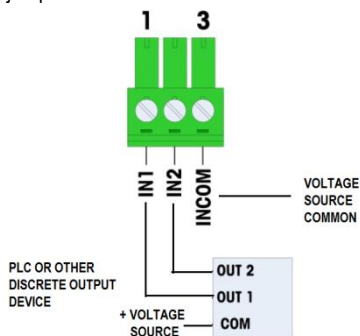 1 3
IN1
IN2
INCOM
VOLTAGE
SOURCE
COMMON
PLC OR OTHER
DISCRETE OUTPUT
DEVICE
OUT 2
OUT 1
+ VOLTAGE
SOURCE
COM